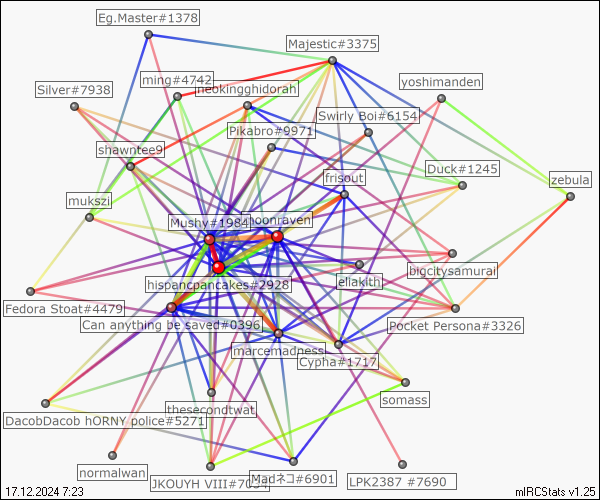 Eg.Master#1378
Majestic#3375
ming#4742
neokingghidorah
yoshimanden
Silver#7938
Swirly Boi#6154
Pikabro#9971
shawntee9
Duck#1245
frisout
zebula
mukszi
Mushy#1984
moonraven
bigcitysamurai
hispancpancakes#2928
ellakith
Fedora Stoat#4479
Can anything be saved#0396
Pocket Persona#3326
marcemadness
Cypha#1717
somass
thesecondtwat
DacobDacob hORNY police#5271
normalwan
JKOUYH VIII#7034
Madネコ#6901
LPK2387 #7690
17.12.2024 7:23
mIRCStats v1.25